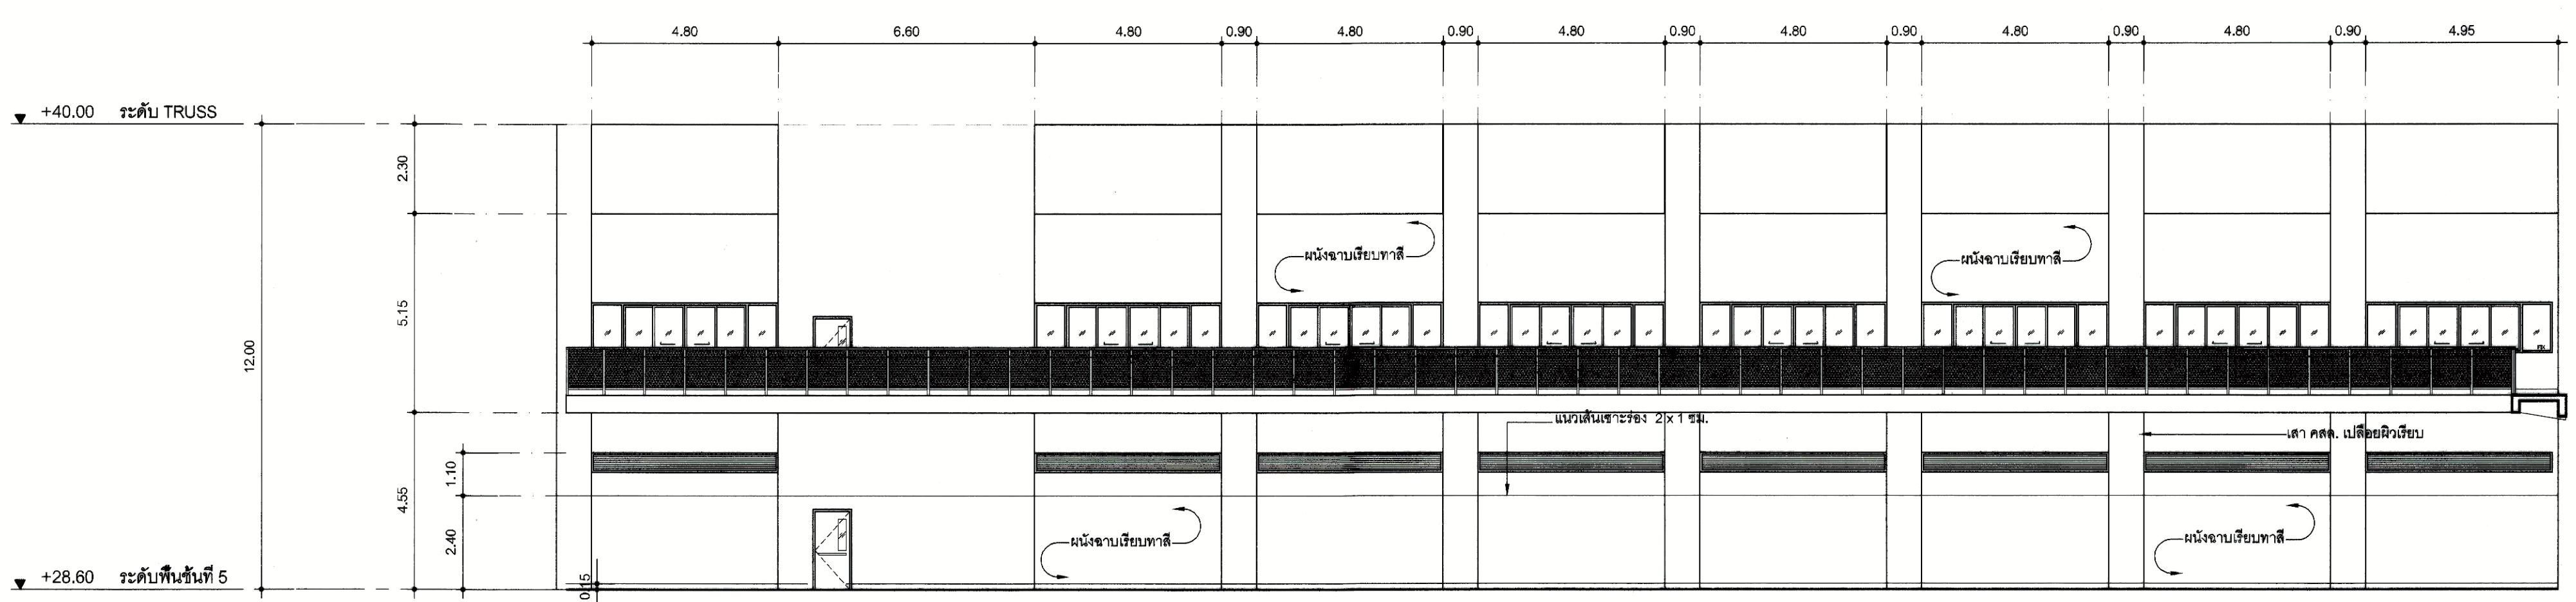 4.80 6.60 4.80 0.90 4.80 0.90 4.80 0.90 4.80 0.90 4.80 0.90 4.80 0.90 4.95
+40.00 ระดับ TRUSS
2.30
ผนังฉาบเรียบทาสี
ผนังฉาบเรียบทาสี
5.15
12.00
แนวเส้นเซาะร่อง 2 x 1 ซม.
เสา คสล. เปลือยผิวเรียบ
1.10
4.55
2.40
ผนังฉาบเรียบทาสี
ผนังฉาบเรียบทาสี
+28.60 ระดับพื้นชั้นที่ 5
0.15